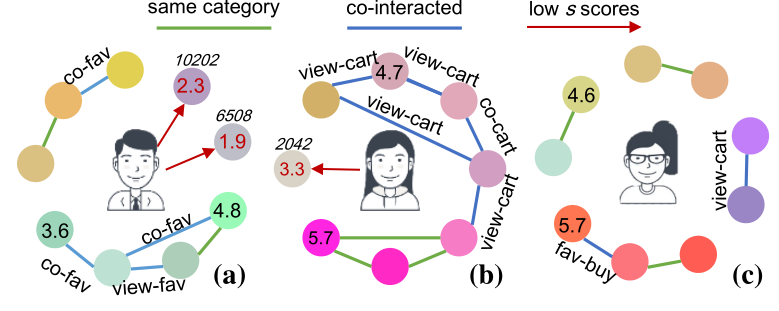 same category
co-interacted
low s scores
co-fav
10202
2.3
6508
1.9
3.6
co-fav
co-fav
view-fav
4.8
(a)
view-cart
4.7
view-cart
view-cart
co-cart
2042
3.3
view-cart
5.7
(b)
4.6
view-cart
5.7
fav-buy
(c)